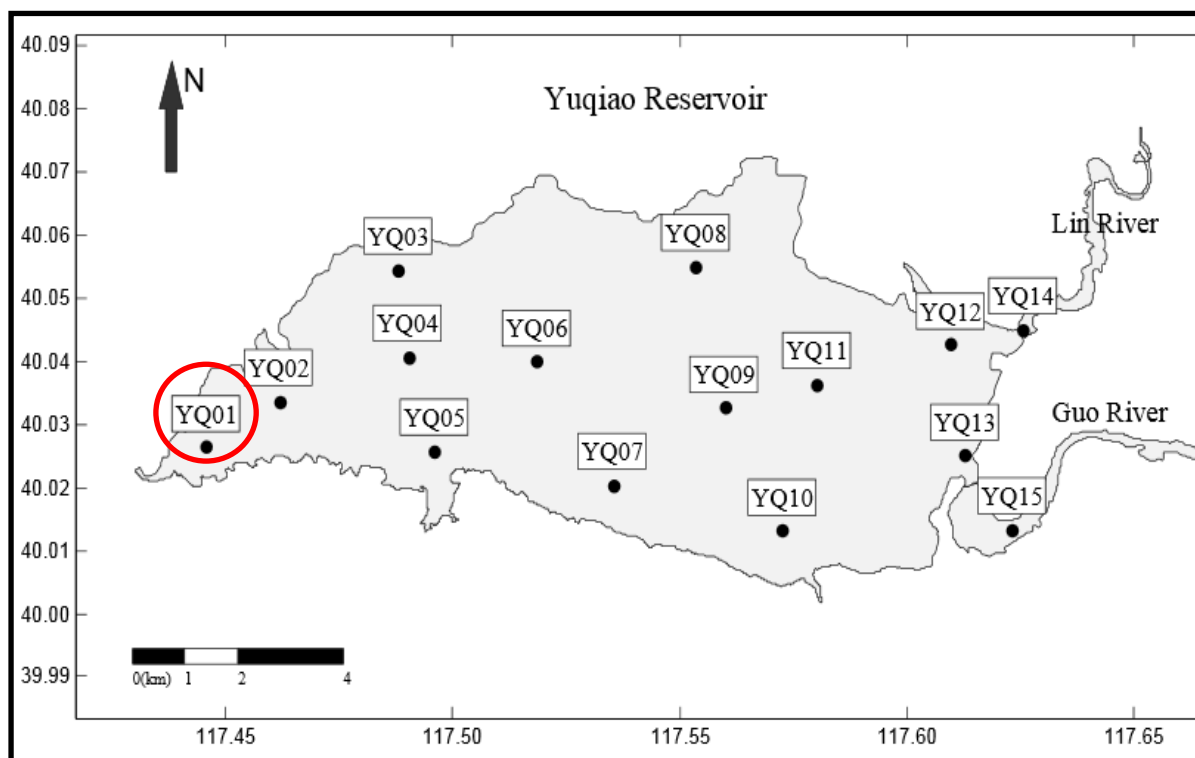 40.09
N
40.08
Yuqiao Reservoir
40.07
40.06
YQ03
YQ08
Lin River
40.05
YQ14
YQ12
YQ04
YQ06
40.04
YQ11
YQ02
YQ09
YQ01
Guo River
40.03
YQ05
YQ13
YQ07
40.02
YQ10
YQ15
40.01
40.00
39.99
0(km) 1 2 4
117.45 117.50 117.55 117.60 117.65